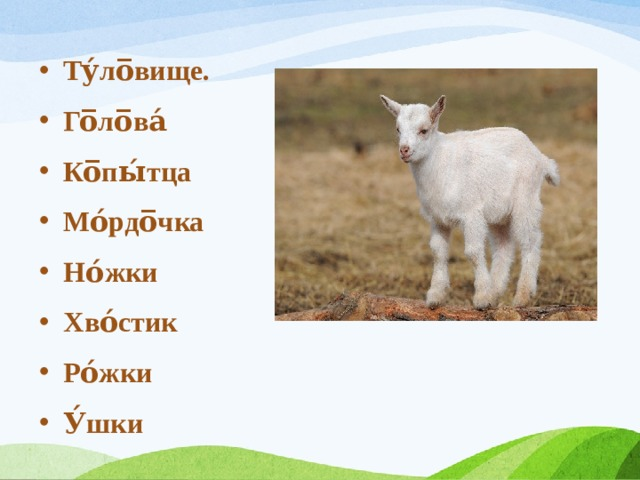 • Ту́ло̅вище.
• Го̅ло̅ва́
• Ко̅пы́тца
• Мо́рдо̅чка
• Но́жки
• Хво́стик
• Ро́жки
• У́шки